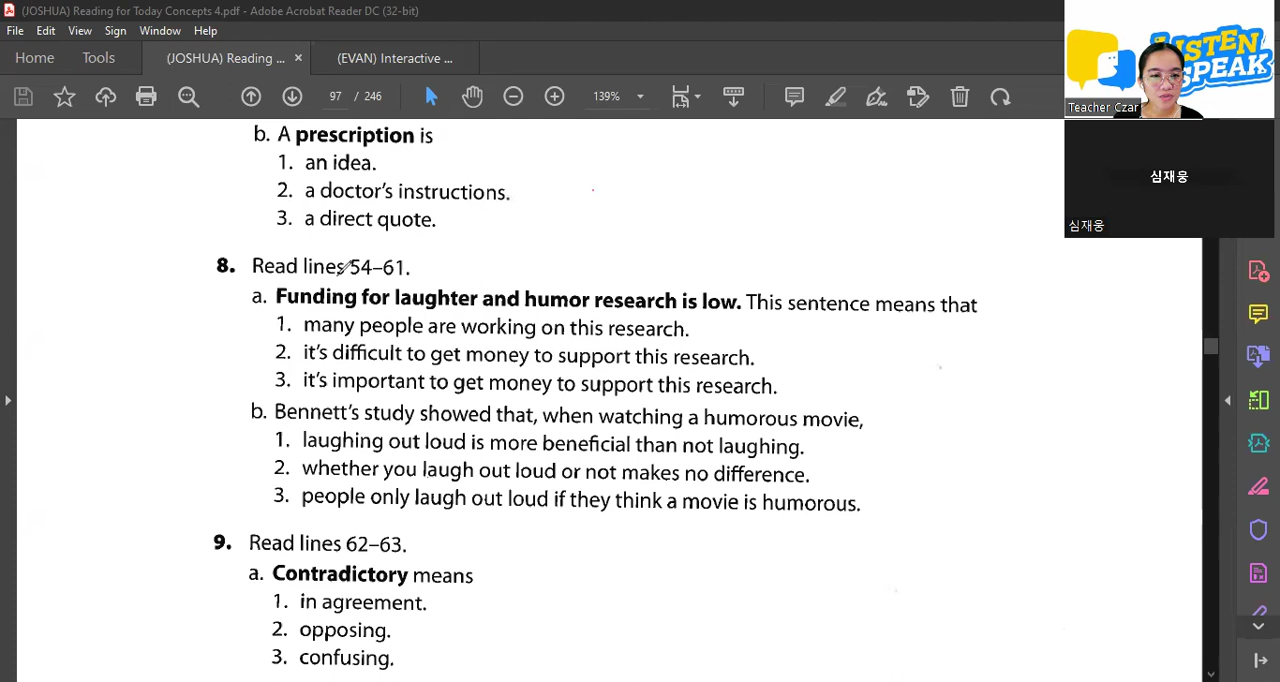 (JOSHUA) Reading for Today Concepts 4.pdf - Adobe Acrobat Reader DC (32-bit)
File Edit View Sign Window Help
Home Tools (JOSHUA) Reading ... × (EVAN) Interactive ...
97 / 246 139%
LISTEN
SPEAK
Teacher Czar
심재웅
심재웅
b. A prescription is
1. an idea.
2. a doctor's instructions.
3. a direct quote.
8. Read lines 54–61.
a. Funding for laughter and humor research is low. This sentence means that
1. many people are working on this research.
2. it's difficult to get money to support this research.
3. it's important to get money to support this research.
b. Bennett's study showed that, when watching a humorous movie,
1. laughing out loud is more beneficial than not laughing.
2. whether you laugh out loud or not makes no difference.
3. people only laugh out loud if they think a movie is humorous.
9. Read lines 62–63.
a. Contradictory means
1. in agreement.
2. opposing.
3. confusing.